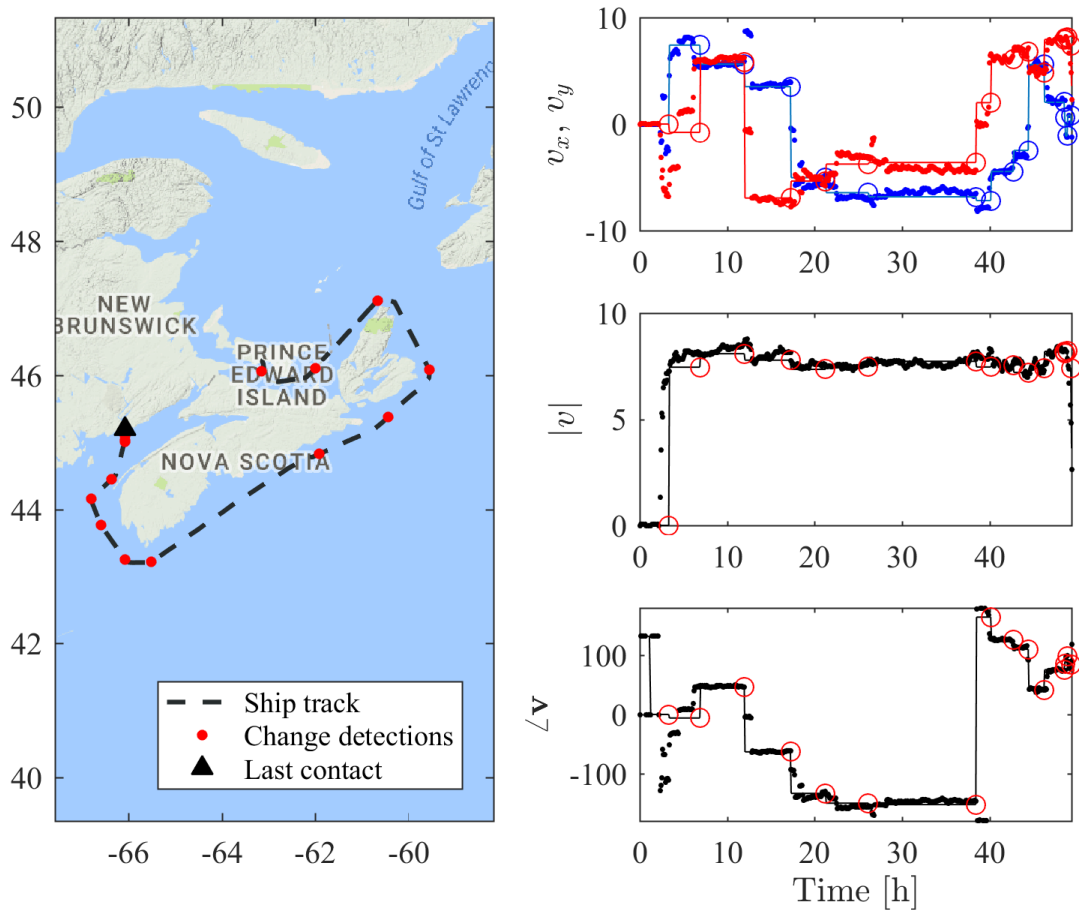 50
48
46
44
42
40
-66
-64
-62
-60
Gulf of St Lawrenc
NEW
BRUNSWICK
PRINCE
EDWARD
ISLAND
NOVA SCOTIA
Ship track
Change detections
Last contact
v_x, v_y
10
0
-10
0
10
20
30
40
|v|
10
5
0
0
10
20
30
40
∠v
100
0
-100
0
10
20
30
40
Time [h]